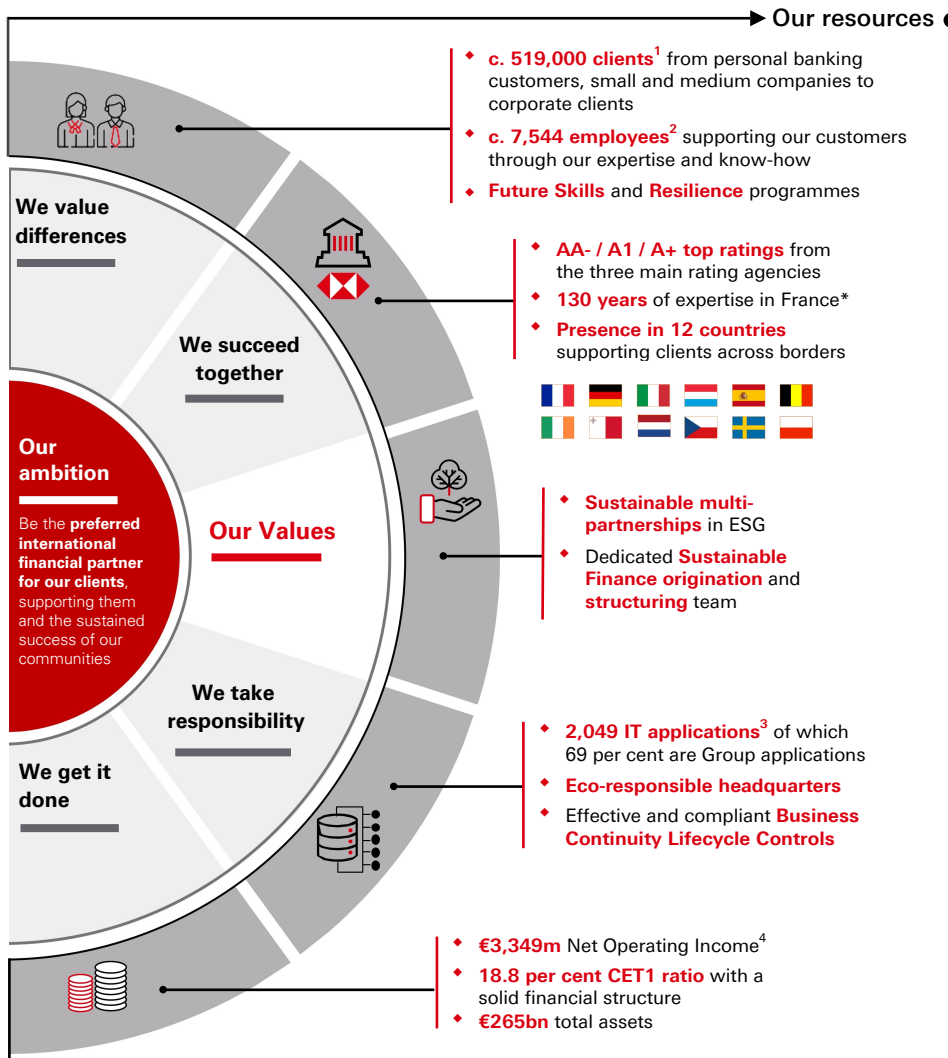 Our resources
c. 519,000 clients¹ from personal banking
customers, small and medium companies to
corporate clients
c. 7,544 employees² supporting our customers
through our expertise and know-how
Future Skills and Resilience programmes
We value
differences
AA- / A1 / A+ top ratings from
the three main rating agencies
130 years of expertise in France*
Presence in 12 countries
supporting clients across borders
We succeed
together
Our
ambition
Be the preferred
international
financial partner
for our clients,
supporting them
and the sustained
success of our
communities
Our Values
Sustainable multi-
partnerships in ESG
Dedicated Sustainable
Finance origination and
structuring team
We take
responsibility
2,049 IT applications³ of which
69 per cent are Group applications
Eco-responsible headquarters
Effective and compliant Business
Continuity Lifecycle Controls
We get it
done
€3,349m Net Operating Income⁴
18.8 per cent CET1 ratio with a
solid financial structure
€265bn total assets